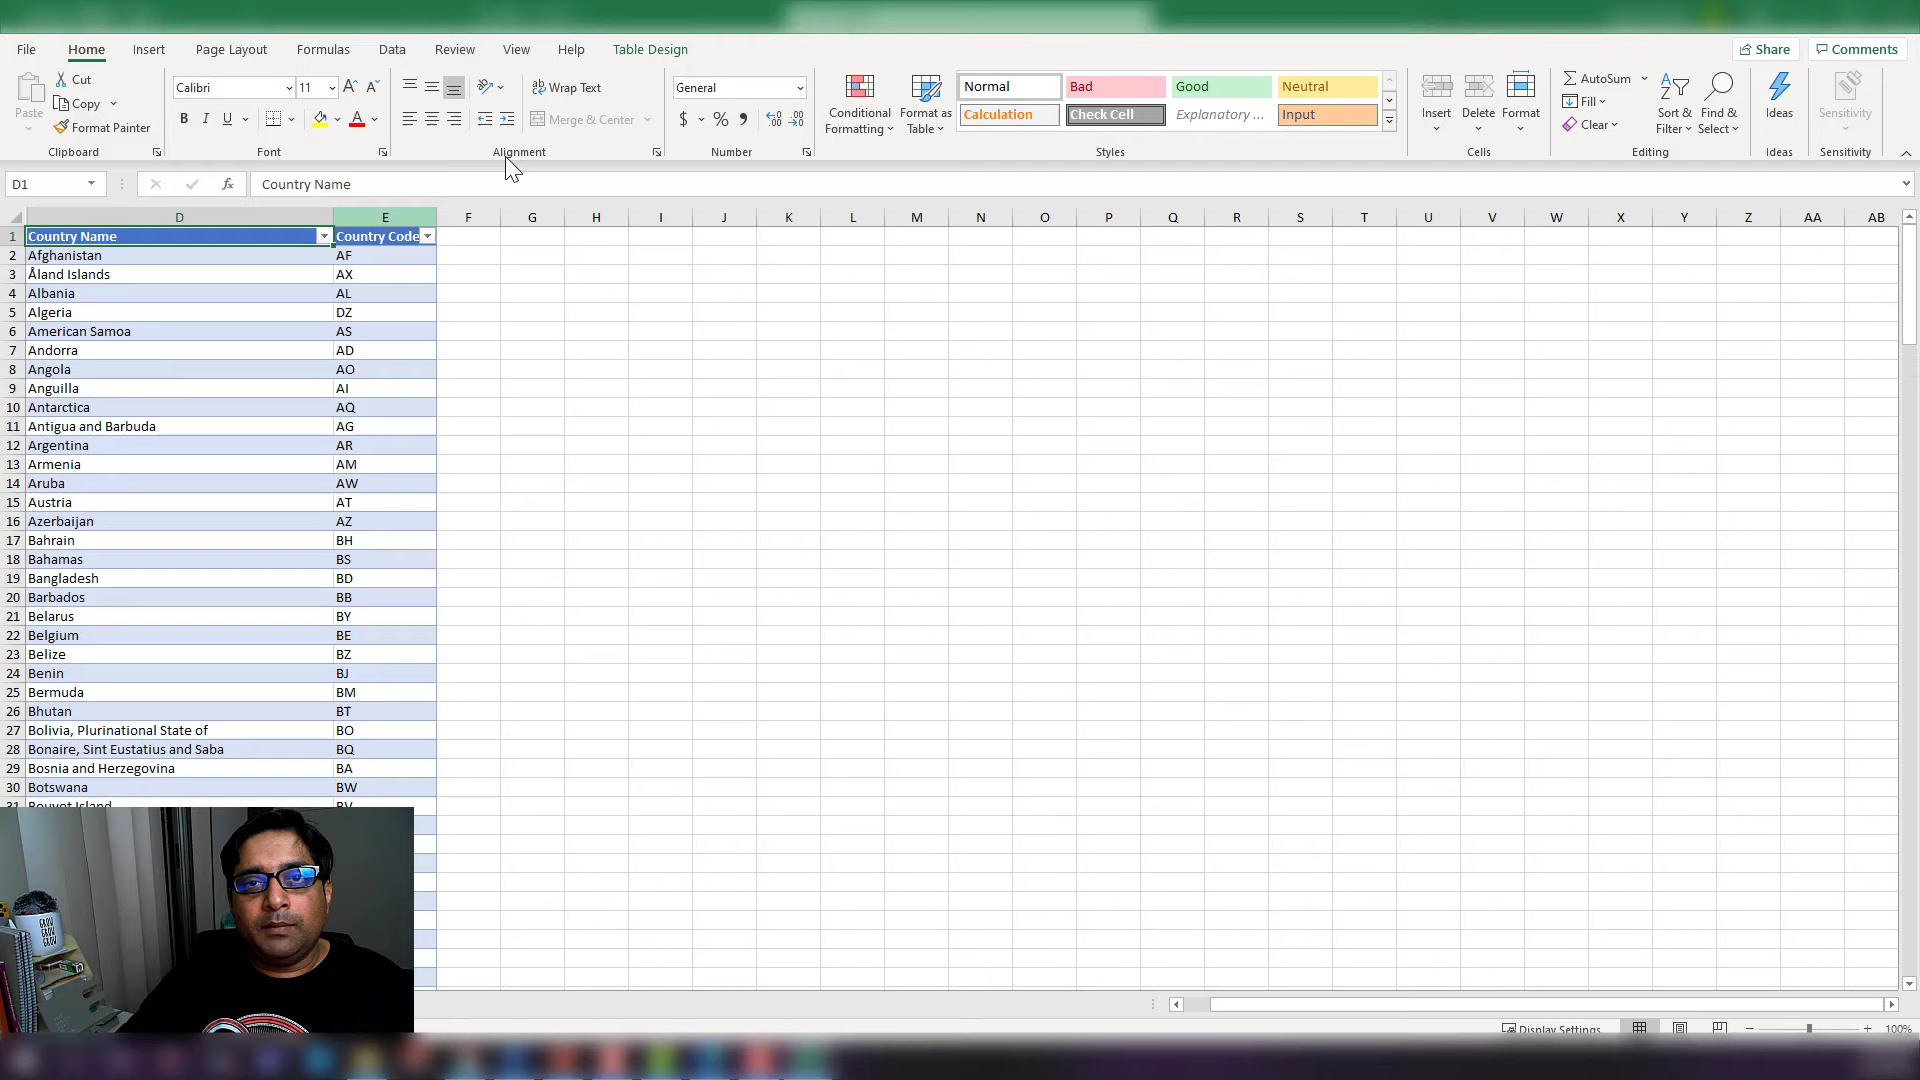 File Home Insert Page Layout Formulas Data Review View Help Table Design Share Comments
Paste Cut Copy Format Painter Clipboard
Calibri 11 Font
Wrap Text Merge & Center Alignment
General Number
Conditional Formatting Format as Table
Normal Bad Good Neutral
Calculation Check Cell Explanatory ... Input
Styles
Insert Delete Format Cells
AutoSum Fill Clear Sort & Filter Find & Select Editing
Ideas Ideas
Sensitivity Sensitivity
D1 fx Country Name
D E F G H I J K L M N O P Q R S T U V W X Y Z AA AB
1 Country Name Country Code
2 Afghanistan AF
3 Åland Islands AX
4 Albania AL
5 Algeria DZ
6 American Samoa AS
7 Andorra AD
8 Angola AO
9 Anguilla AI
10 Antarctica AQ
11 Antigua and Barbuda AG
12 Argentina AR
13 Armenia AM
14 Aruba AW
15 Austria AT
16 Azerbaijan AZ
17 Bahrain BH
18 Bahamas BS
19 Bangladesh BD
20 Barbados BB
21 Belarus BY
22 Belgium BE
23 Belize BZ
24 Benin BJ
25 Bermuda BM
26 Bhutan BT
27 Bolivia, Plurinational State of BO
28 Bonaire, Sint Eustatius and Saba BQ
29 Bosnia and Herzegovina BA
30 Botswana BW
31 Bouvet Island BV
GROW
GROW
GROW
Display Settings 100%